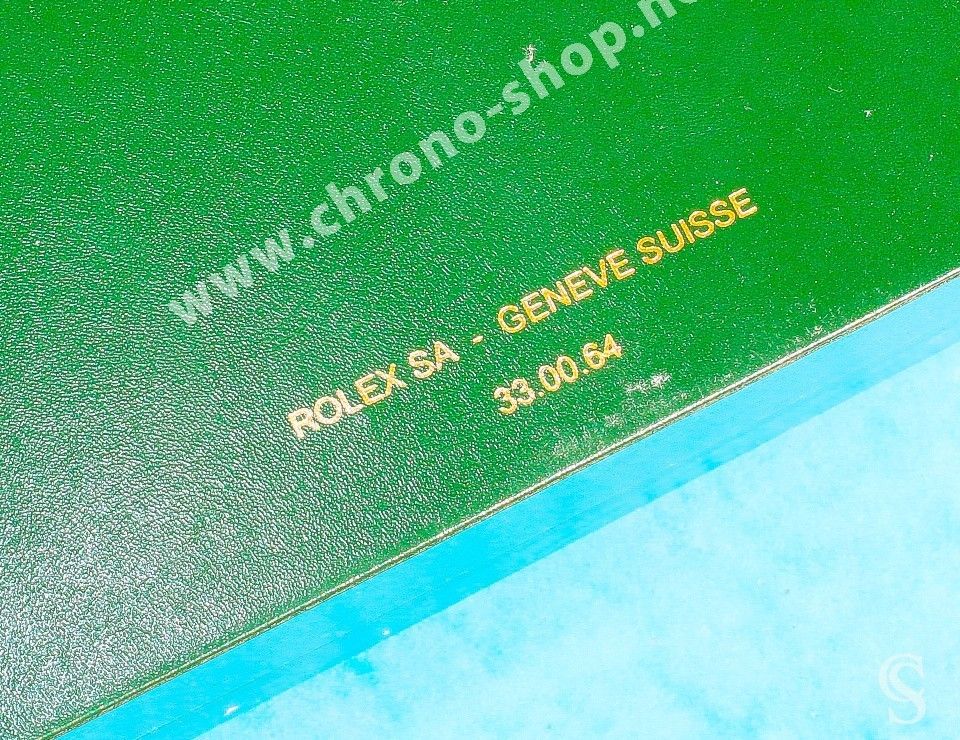 www.chrono-shop.ne
ROLEX SA - GENEVE SUISSE
33.00.64